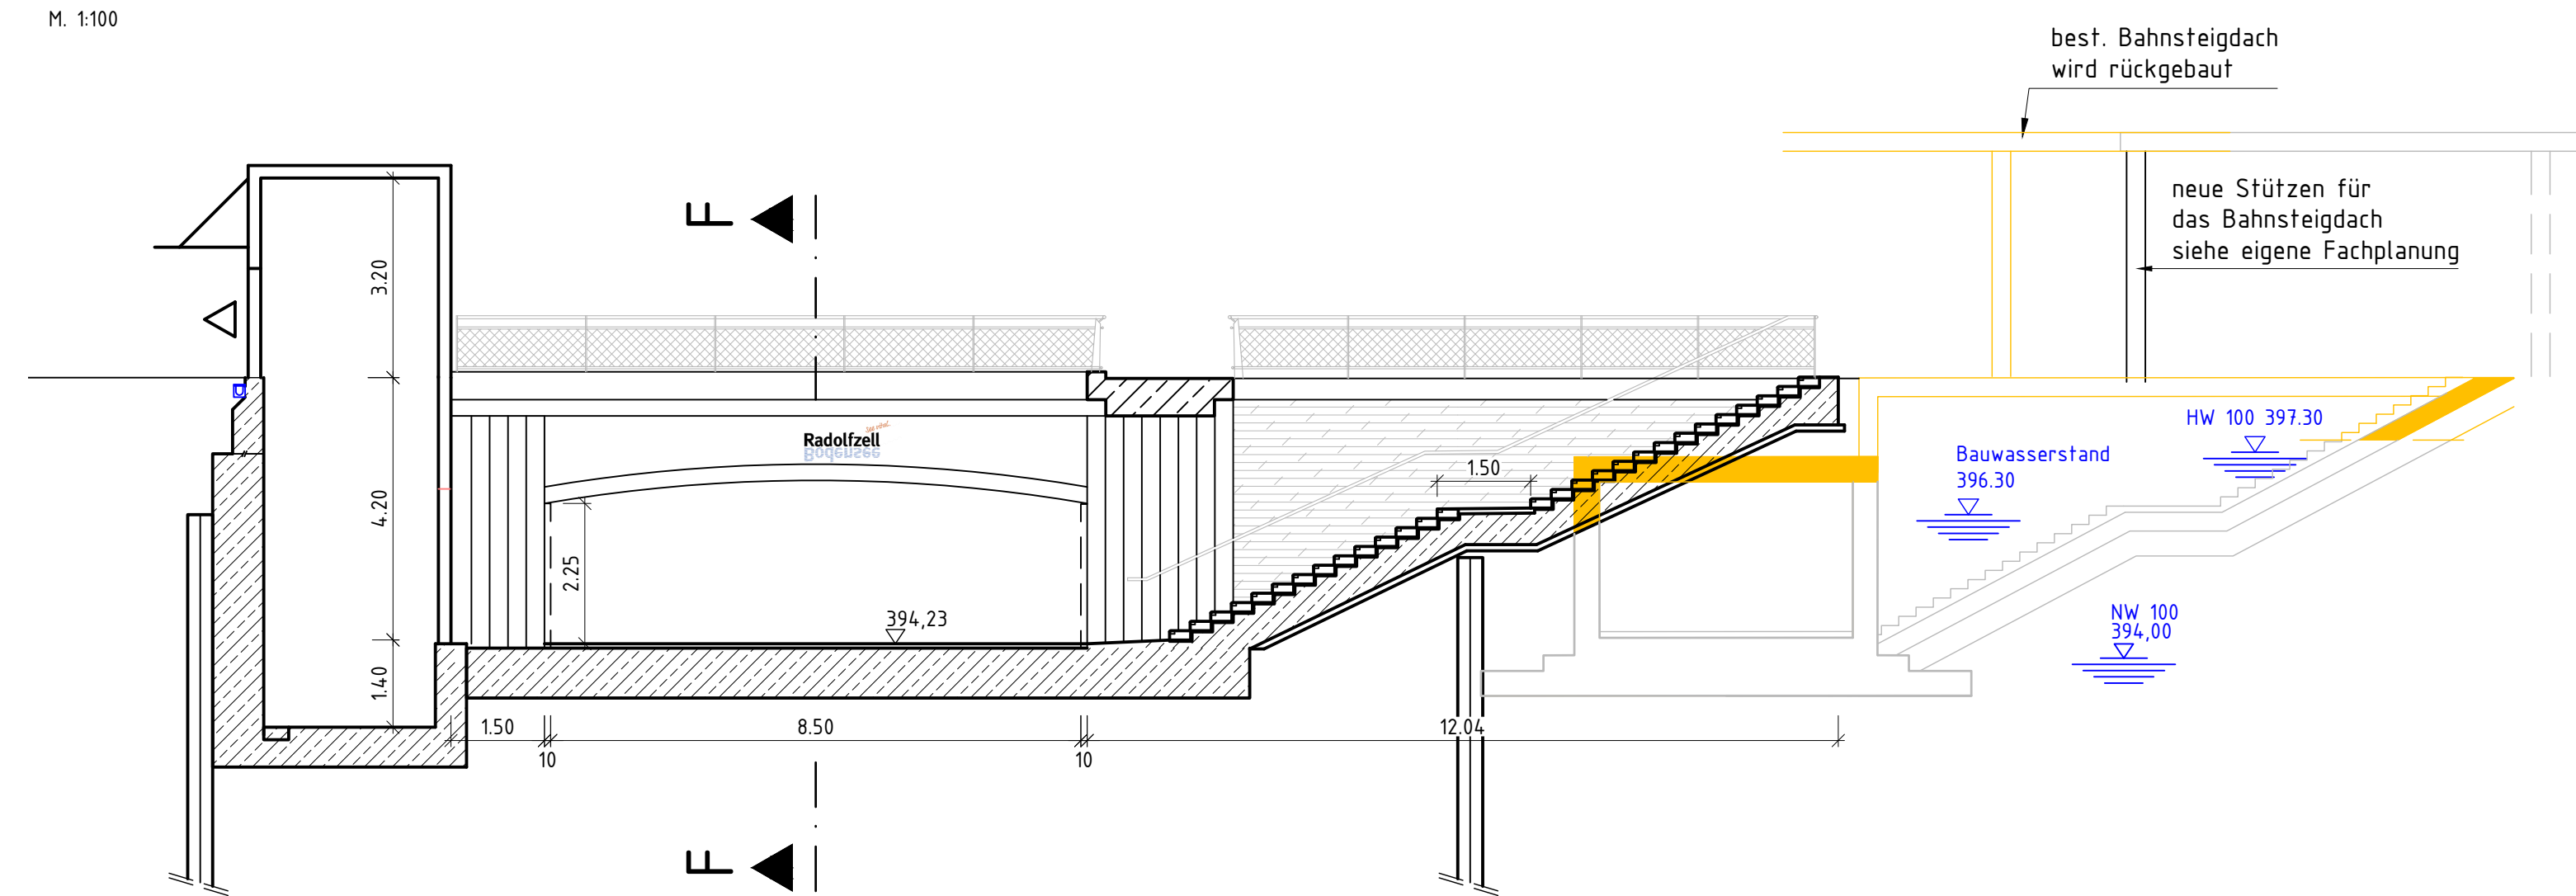 M. 1:100
best. Bahnsteigdach
wird rückgebaut
neue Stützen für
das Bahnsteigdach
siehe eigene Fachplanung
F
3.20
4.20
1.40
Radolfzell
Bodensee
2.25
394,23
1.50
HW 100 397.30
Bauwasserstand
396.30
NW 100
394,00
1.50
10
8.50
10
12.04
F